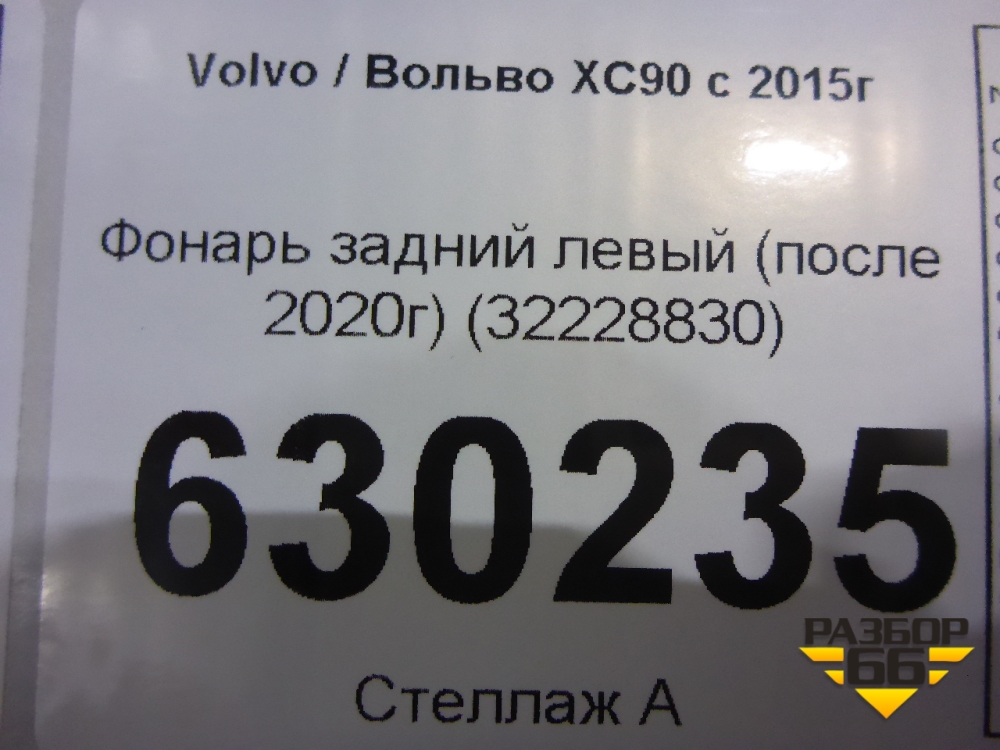 Volvo / Вольво XC90 с 2015г
Фонарь задний левый (после
2020г) (32228830)
630235
Стеллаж А
РАЗБОР
66